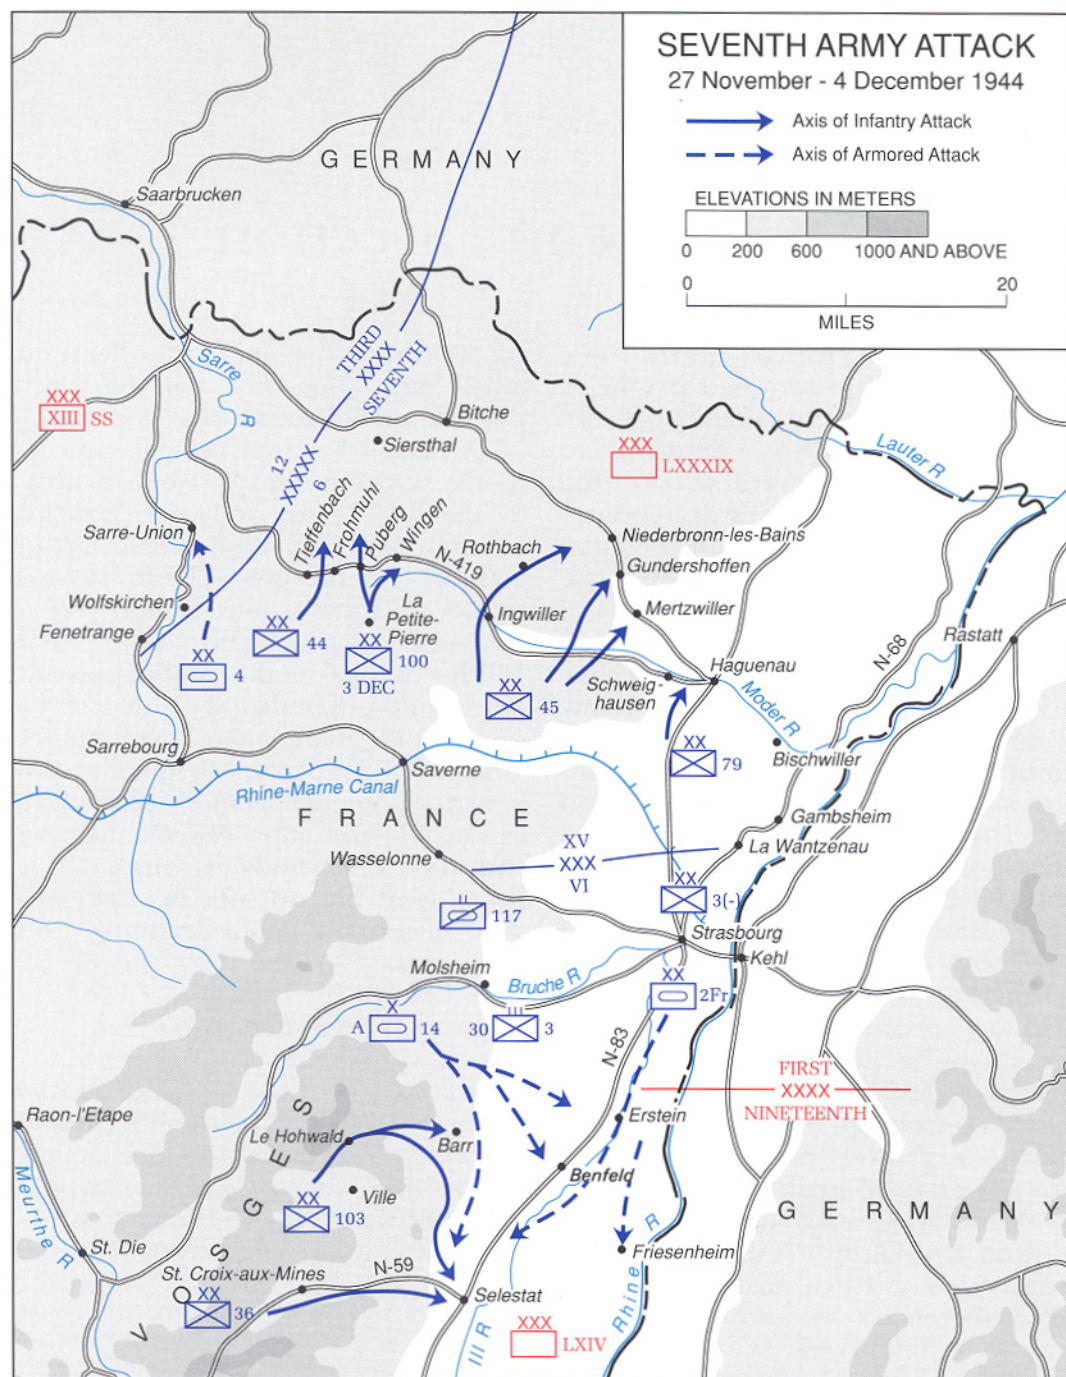 SEVENTH ARMY ATTACK
27 November - 4 December 1944
Axis of Infantry Attack
Axis of Armored Attack
ELEVATIONS IN METERS
0 200 600 1000 AND ABOVE
0 20
MILES
GERMANY
Saarbrucken
THIRD
XXXX
SEVENTH
Sarre R
XXX
XIII SS
Bitche
Siersthal
XXX
LXXXIX
Lauter R
12
XXXXX
6
Sarre-Union
Tieffenbach
Frohmuhl
Puberg
Wingen
N-419
Rothbach
Niederbronn-les-Bains
Gundershoffen
Wolfskirchen
Fenetrange
La
Petite-
Pierre
Ingwiller
Mertzwiller
N-68
Rastatt
XX
4
XX
44
XX
100
3 DEC
XX
45
Schweig-
hausen
Haguenau
Moder R
XX
79
Bischwiller
Sarrebourg
Saverne
Rhine-Marne Canal
FRANCE
Gambsheim
La Wantzenau
Wasselonne
XV
XXX
VI
XX
3(-)
II
117
Strasbourg
Kehl
Molsheim
Bruche R
XX
2Fr
X
A 14
III
30 3
N-83
FIRST
XXXX
NINETEENTH
Raon-l'Etape
Meurthe R
VOSGES
Le Hohwald
Barr
Erstein
Benfeld
XX
103
Ville
GERMANY
St. Die
St. Croix-aux-Mines
N-59
Friesenheim
Rhine R
XX
36
Selestat
Ill R
XXX
LXIV